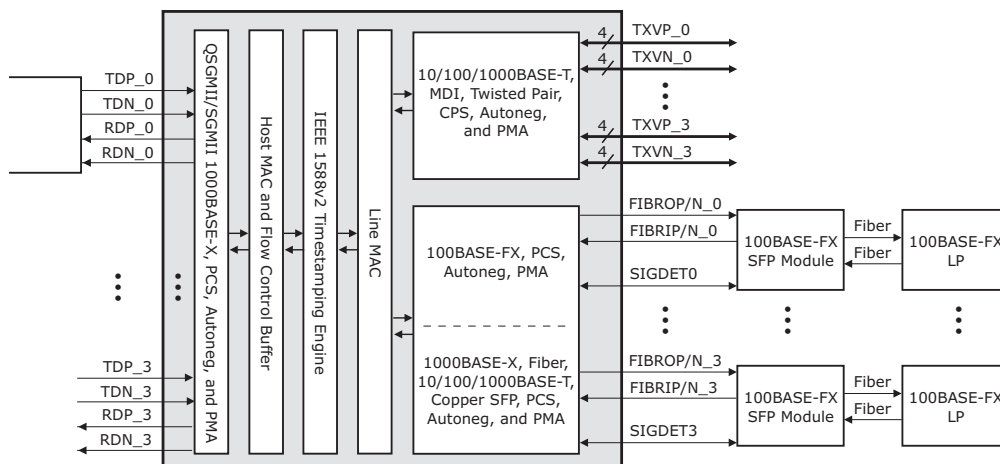 TDP_0
TDN_0
RDP_0
RDN_0
TDP_3
TDN_3
RDP_3
RDN_3
QSGMII/SGMII 1000BASE-X, PCS, Autoneg, and PMA
Host MAC and Flow Control Buffer
IEEE 1588v2 Timestamping Engine
Line MAC
10/100/1000BASE-T,
MDI, Twisted Pair,
CPS, Autoneg,
and PMA
4
TXVP_0
4
TXVN_0
4
TXVP_3
4
TXVN_3
100BASE-FX, PCS,
Autoneg, PMA
1000BASE-X, Fiber,
10/100/1000BASE-T,
Copper SFP, PCS,
Autoneg, and PMA
FIBROP/N_0
FIBRIP/N_0
SIGDET0
100BASE-FX
SFP Module
Fiber
Fiber
100BASE-FX
LP
FIBROP/N_3
FIBRIP/N_3
SIGDET3
100BASE-FX
SFP Module
Fiber
Fiber
100BASE-FX
LP